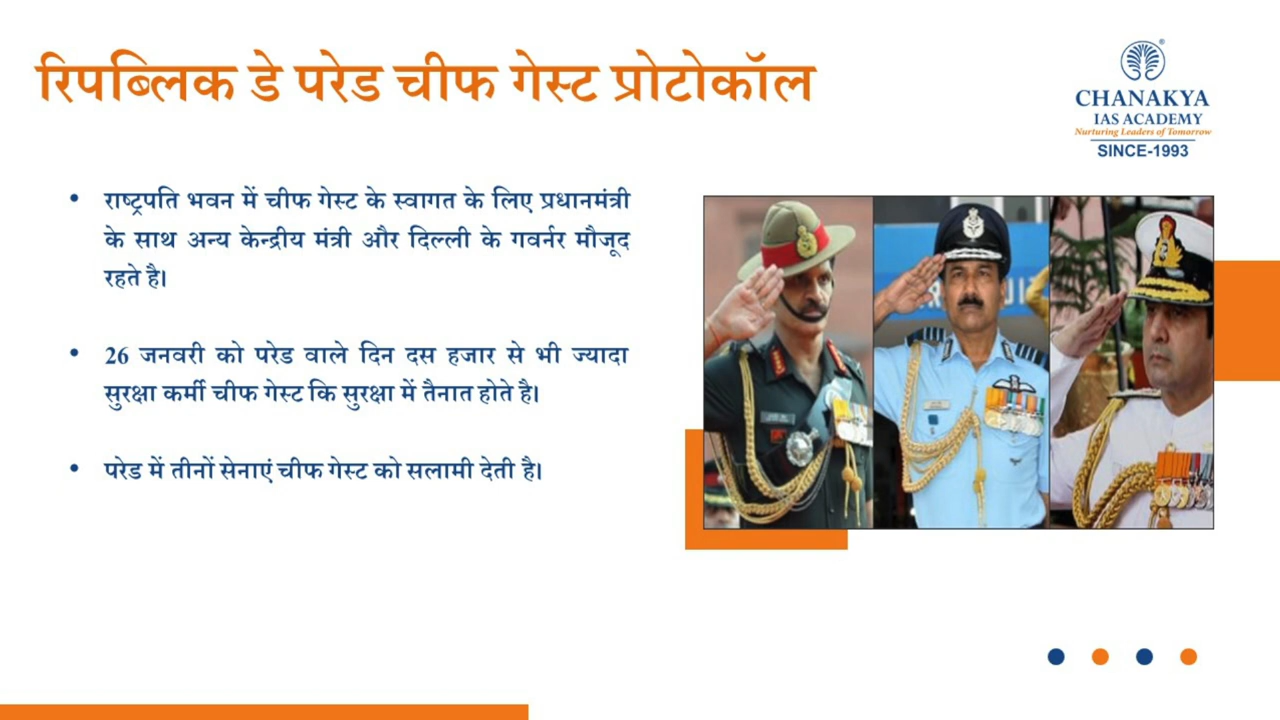 रिपब्लिक डे परेड चीफ गेस्ट प्रोटोकॉल
CHANAKYA
IAS ACADEMY
Nurturing Leaders of Tomorrow
SINCE-1993
• राष्ट्रपति भवन में चीफ गेस्ट के स्वागत के लिए प्रधानमंत्री
के साथ अन्य केन्द्रीय मंत्री और दिल्ली के गवर्नर मौजूद
रहते है।
• 26 जनवरी को परेड वाले दिन दस हजार से भी ज्यादा
सुरक्षा कर्मी चीफ गेस्ट कि सुरक्षा में तैनात होते है।
• परेड में तीनों सेनाएं चीफ गेस्ट को सलामी देती है।